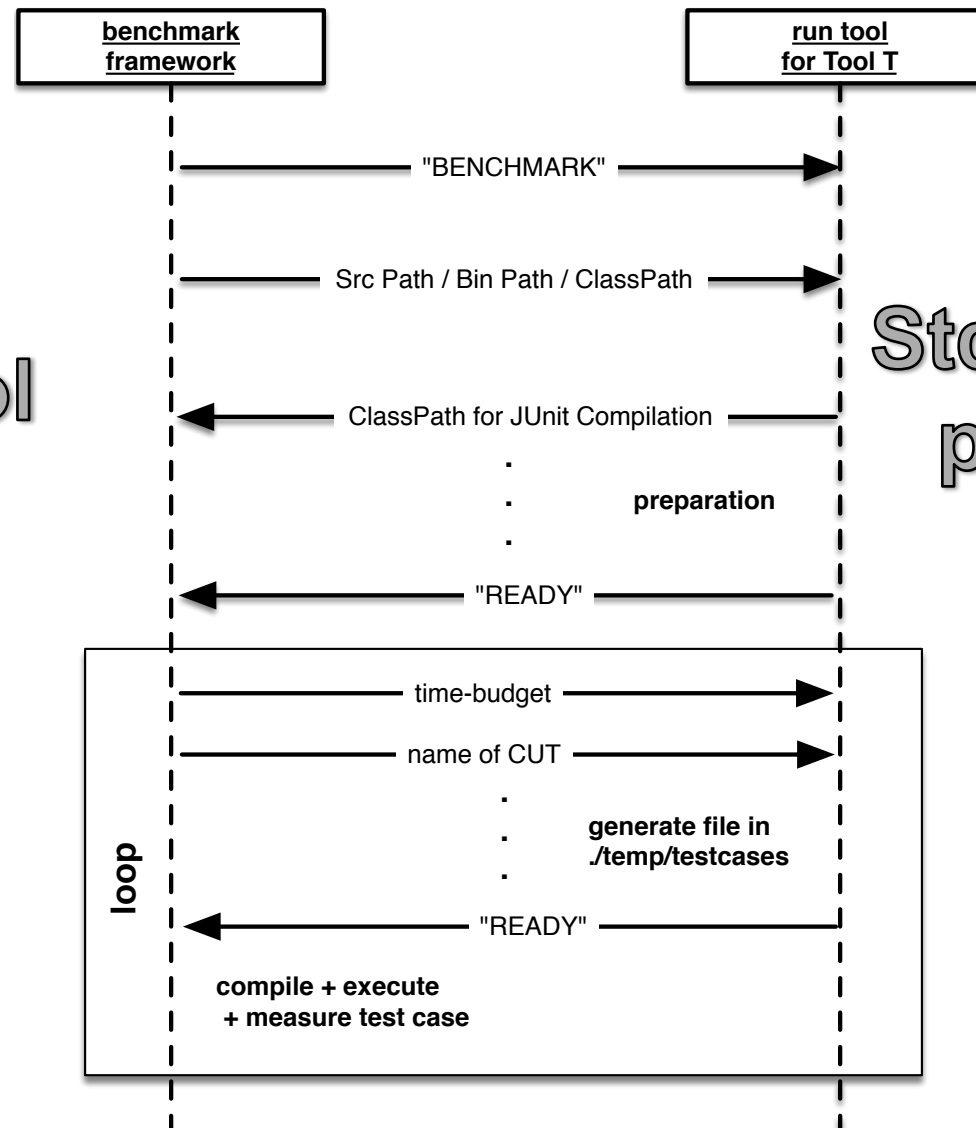 benchmark
framework
run tool
for Tool T
"BENCHMARK"
Src Path / Bin Path / ClassPath
ClassPath for JUnit Compilation
preparation
"READY"
loop
time-budget
name of CUT
generate file in
./temp/testcases
"READY"
compile + execute
+ measure test case